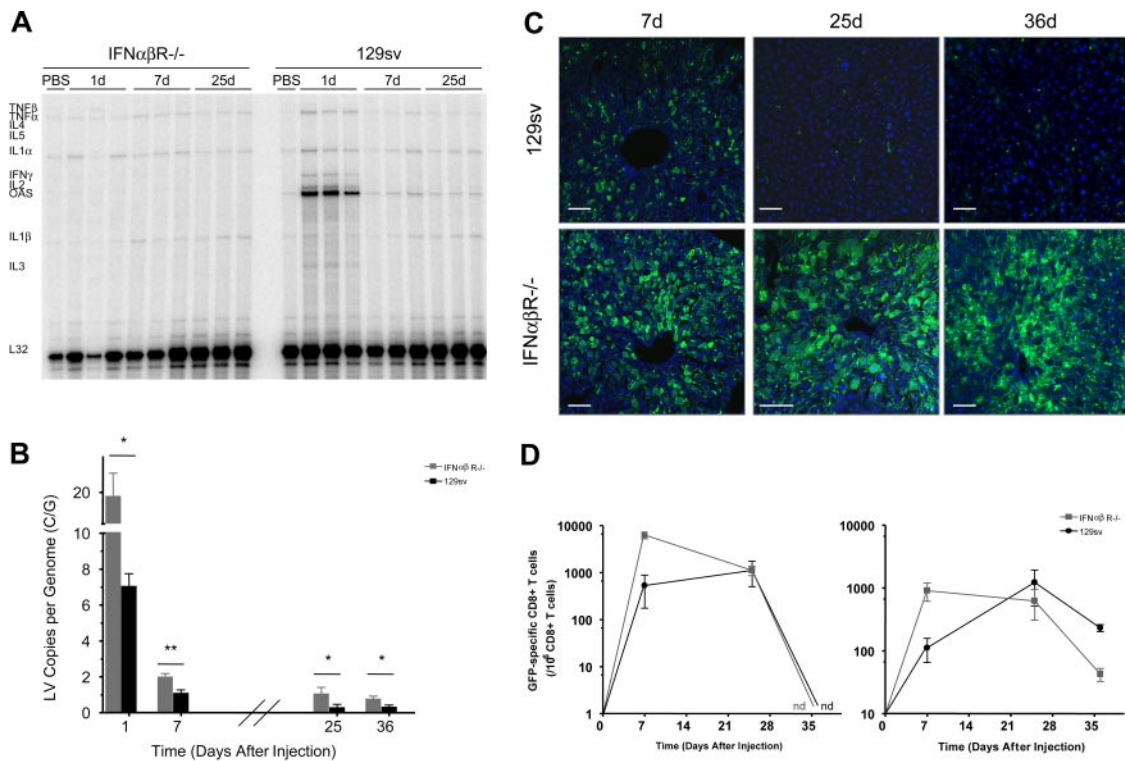 A
IFNαβR-/-
129sv
PBS
1d
7d
25d
PBS
1d
7d
25d
TNFβ
TNFα
IL4
IL5
IL1α
IFNγ
IL2
OAS
IL1β
IL3
L32
B
LV Copies per Genome (C/G)
20
10
8
6
4
2
0
*
**
*
*
IFNαβ R-/-
129sv
1
7
25
36
Time (Days After Injection)
C
7d
25d
36d
129sv
IFNαβR-/-
D
GFP-specific CD8+ T cells
(/10⁶ CD8+ T cells)
10000
1000
100
10
1
nd
nd
0
7
14
21
28
35
Time (Days After Injection)
IFNαβ R-/-
129sv
10000
1000
100
10
0
7
14
21
28
35
Time (Days After Injection)